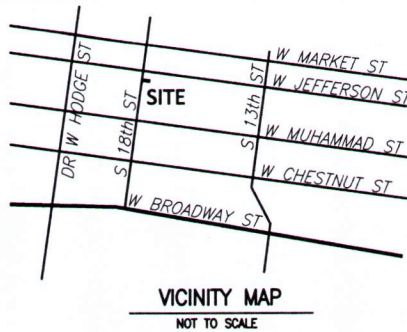 W MARKET ST
W JEFFERSON ST
SITE
DR W HODGE ST
S 18th ST
S 13th ST
W MUHAMMAD ST
W CHESTNUT ST
W BROADWAY ST
VICINITY MAP
NOT TO SCALE